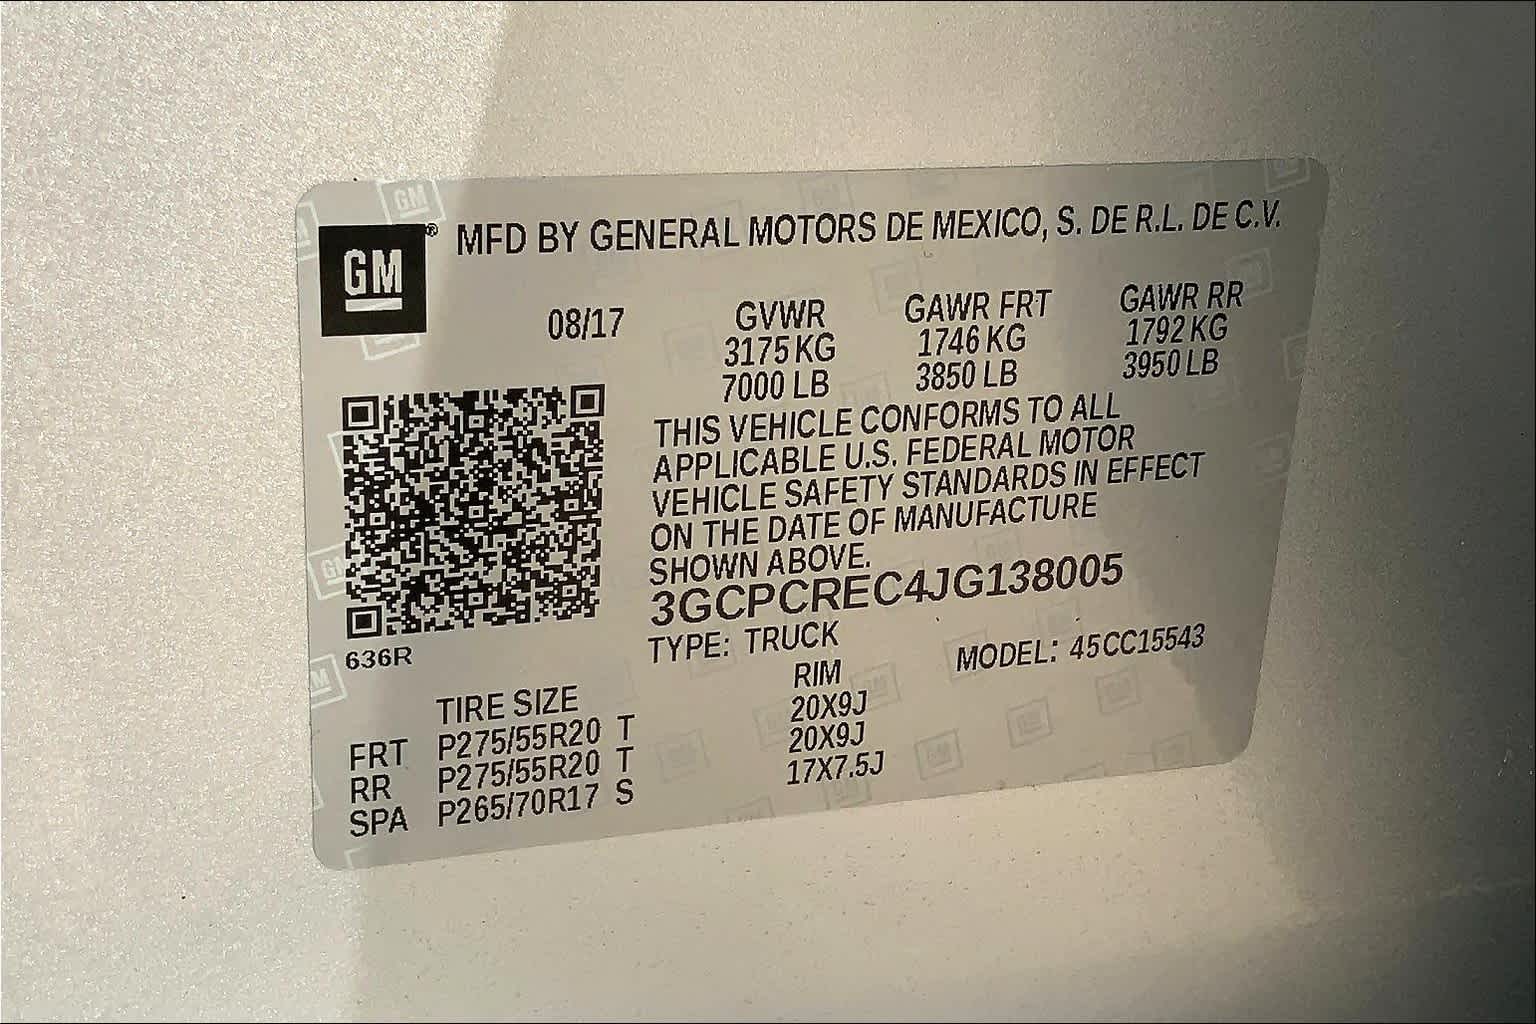 GM® MFD BY GENERAL MOTORS DE MEXICO, S. DE R.L. DE C.V.
08/17 GVWR GAWR FRT GAWR RR
3175 KG 1746 KG 1792 KG
7000 LB 3850 LB 3950 LB
THIS VEHICLE CONFORMS TO ALL
APPLICABLE U.S. FEDERAL MOTOR
VEHICLE SAFETY STANDARDS IN EFFECT
ON THE DATE OF MANUFACTURE
SHOWN ABOVE.
3GCPCREC4JG138005
TYPE: TRUCK MODEL: 45CC15543
636R
TIRE SIZE RIM
FRT P275/55R20 T 20X9J
RR P275/55R20 T 20X9J
SPA P265/70R17 S 17X7.5J